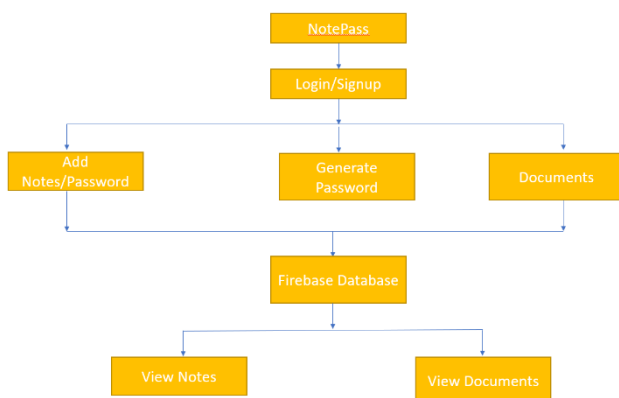 NotePass
Login/Signup
Add
Notes/Password
Generate
Password
Documents
Firebase Database
View Notes
View Documents